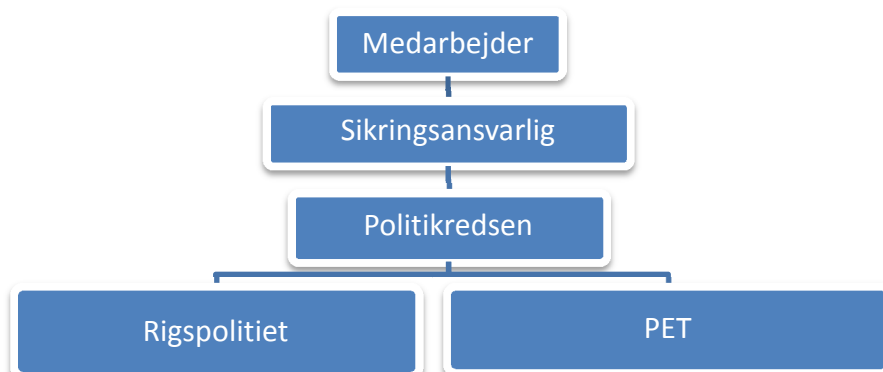 Medarbejder
Sikringsansvarlig
Politikredsen
Rigspolitiet
PET